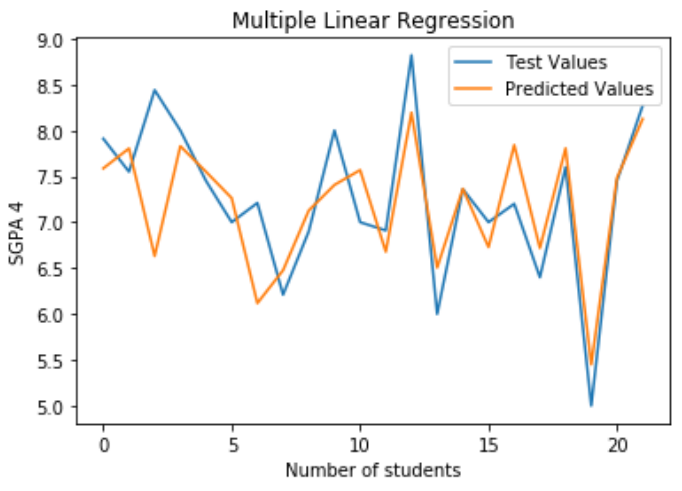 Multiple Linear Regression
Test Values
Predicted Values
SGPA 4
9.0
8.5
8.0
7.5
7.0
6.5
6.0
5.5
5.0
0
5
10
15
20
Number of students